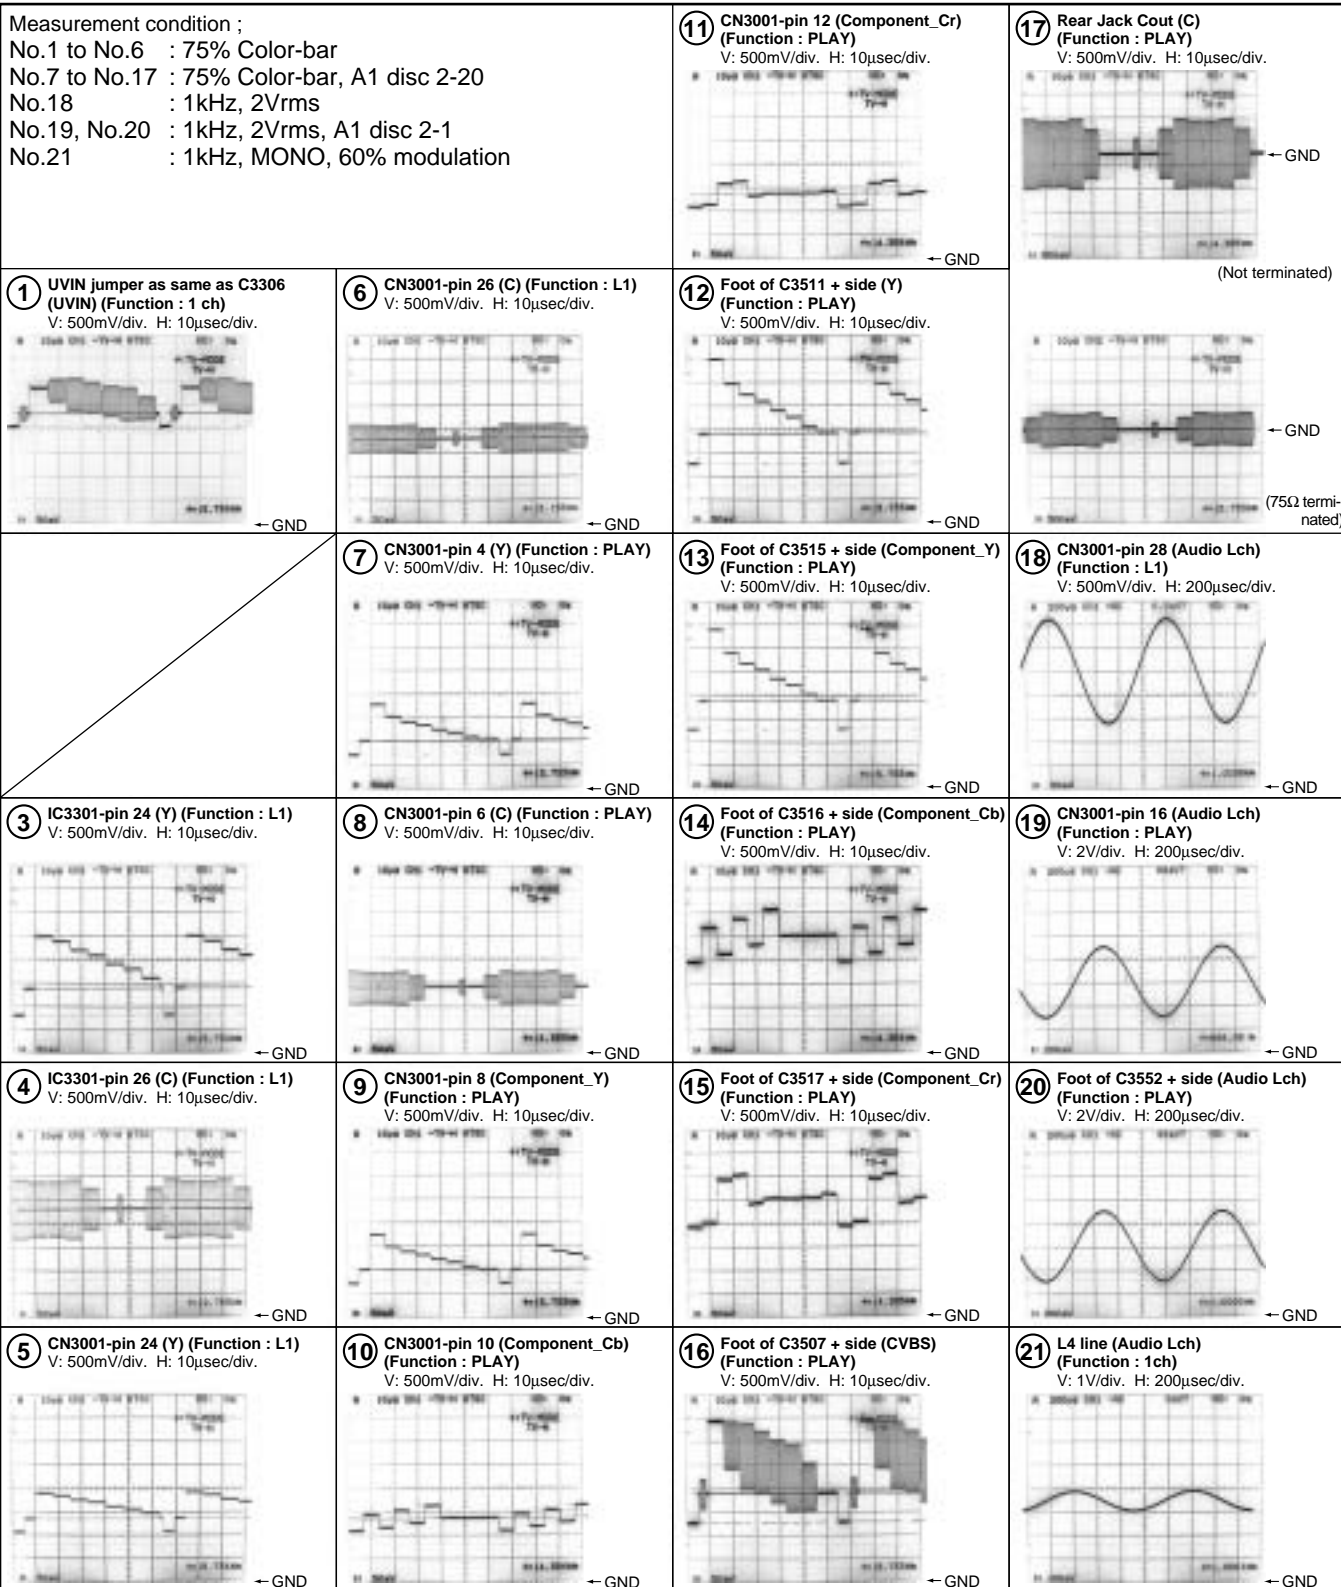 Measurement condition ;
No.1 to No.6 : 75% Color-bar
No.7 to No.17 : 75% Color-bar, A1 disc 2-20
No.18 : 1kHz, 2Vrms
No.19, No.20 : 1kHz, 2Vrms, A1 disc 2-1
No.21 : 1kHz, MONO, 60% modulation
1 UVIN jumper as same as C3306
(UVIN) (Function : 1 ch)
V: 500mV/div. H: 10μsec/div.
←GND
3 IC3301-pin 24 (Y) (Function : L1)
V: 500mV/div. H: 10μsec/div.
←GND
4 IC3301-pin 26 (C) (Function : L1)
V: 500mV/div. H: 10μsec/div.
←GND
5 CN3001-pin 24 (Y) (Function : L1)
V: 500mV/div. H: 10μsec/div.
←GND
6 CN3001-pin 26 (C) (Function : L1)
V: 500mV/div. H: 10μsec/div.
←GND
7 CN3001-pin 4 (Y) (Function : PLAY)
V: 500mV/div. H: 10μsec/div.
←GND
8 CN3001-pin 6 (C) (Function : PLAY)
V: 500mV/div. H: 10μsec/div.
←GND
9 CN3001-pin 8 (Component_Y)
(Function : PLAY)
V: 500mV/div. H: 10μsec/div.
←GND
10 CN3001-pin 10 (Component_Cb)
(Function : PLAY)
V: 500mV/div. H: 10μsec/div.
←GND
11 CN3001-pin 12 (Component_Cr)
(Function : PLAY)
V: 500mV/div. H: 10μsec/div.
←GND
12 Foot of C3511 + side (Y)
(Function : PLAY)
V: 500mV/div. H: 10μsec/div.
←GND
13 Foot of C3515 + side (Component_Y)
(Function : PLAY)
V: 500mV/div. H: 10μsec/div.
←GND
14 Foot of C3516 + side (Component_Cb)
(Function : PLAY)
V: 500mV/div. H: 10μsec/div.
←GND
15 Foot of C3517 + side (Component_Cr)
(Function : PLAY)
V: 500mV/div. H: 10μsec/div.
←GND
16 Foot of C3507 + side (CVBS)
(Function : PLAY)
V: 500mV/div. H: 10μsec/div.
←GND
17 Rear Jack Cout (C)
(Function : PLAY)
V: 500mV/div. H: 10μsec/div.
←GND
(Not terminated)
←GND
(75Ω termi-
nated)
18 CN3001-pin 28 (Audio Lch)
(Function : L1)
V: 500mV/div. H: 200μsec/div.
←GND
19 CN3001-pin 16 (Audio Lch)
(Function : PLAY)
V: 2V/div. H: 200μsec/div.
←GND
20 Foot of C3552 + side (Audio Lch)
(Function : PLAY)
V: 2V/div. H: 200μsec/div.
←GND
21 L4 line (Audio Lch)
(Function : 1ch)
V: 1V/div. H: 200μsec/div.
←GND